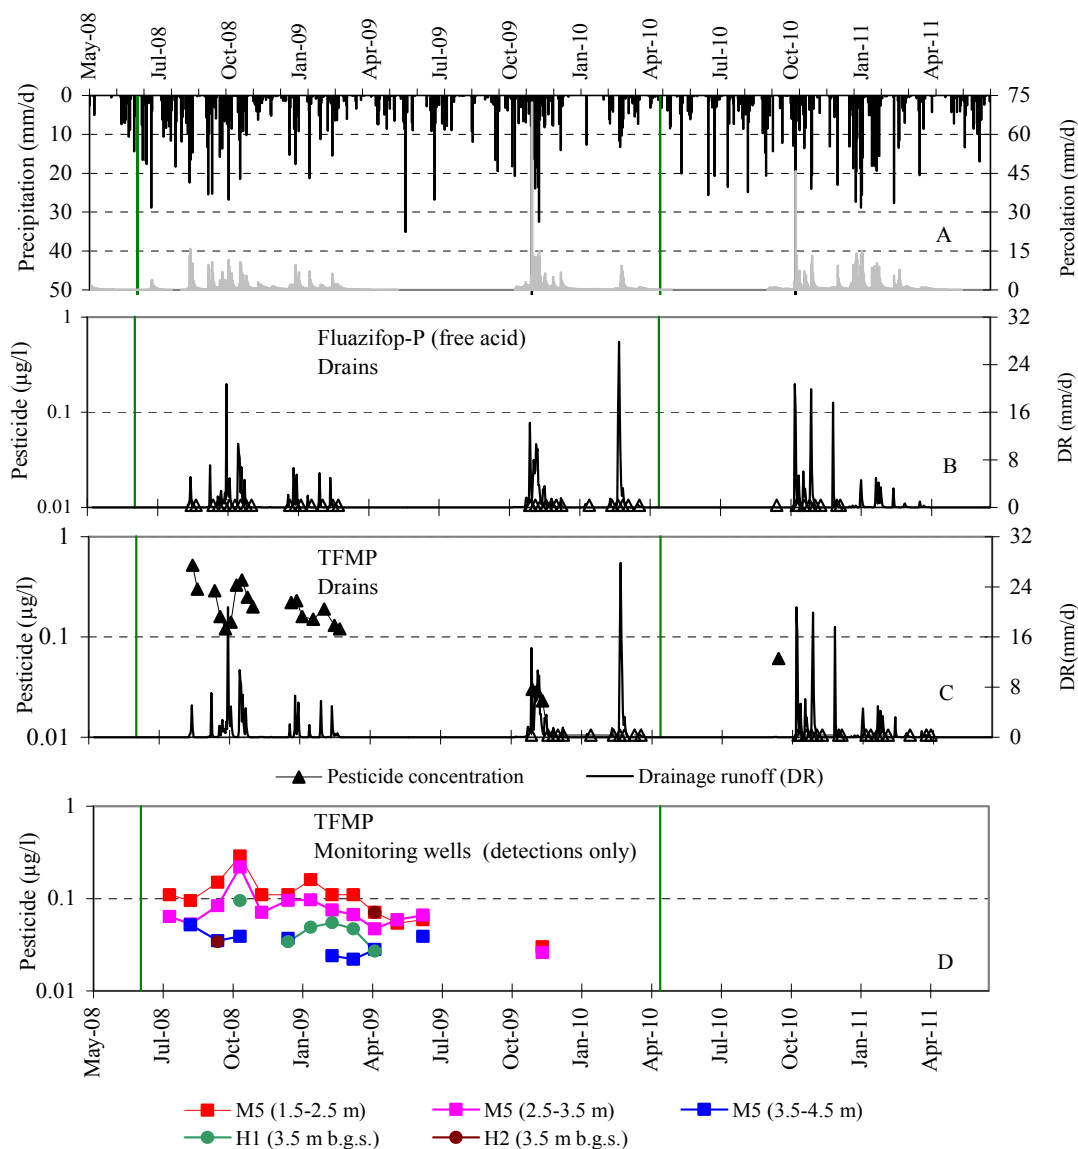 May-08 Jul-08 Oct-08 Jan-09 Apr-09 Jul-09 Oct-09 Jan-10 Apr-10 Jul-10 Oct-10 Jan-11 Apr-11
Precipitation (mm/d)
0
10
20
30
40
50
75
60
45
30
15
0
Percolation (mm/d)
A
Pesticide (µg/l)
1
0.1
0.01
Fluazifop-P (free acid)
Drains
32
24
16
8
0
DR (mm/d)
B
Pesticide (µg/l)
1
0.1
0.01
TFMP
Drains
32
24
16
8
0
DR(mm/d)
C
Pesticide concentration
Drainage runoff (DR)
Pesticide (µg/l)
1
0.1
0.01
TFMP
Monitoring wells (detections only)
D
May-08 Jul-08 Oct-08 Jan-09 Apr-09 Jul-09 Oct-09 Jan-10 Apr-10 Jul-10 Oct-10 Jan-11 Apr-11
M5 (1.5-2.5 m)
M5 (2.5-3.5 m)
M5 (3.5-4.5 m)
H1 (3.5 m b.g.s.)
H2 (3.5 m b.g.s.)